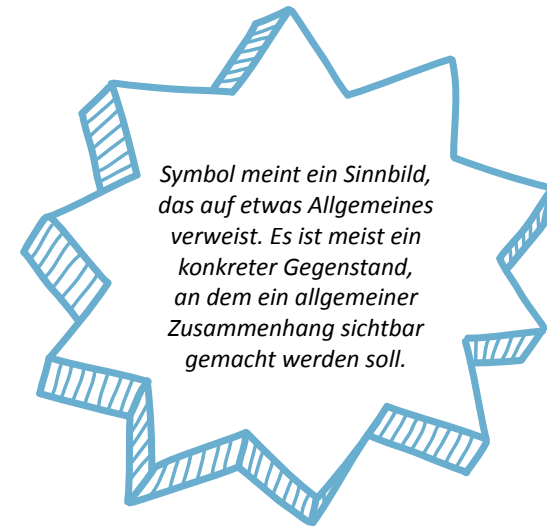 Symbol meint ein Sinnbild,
das auf etwas Allgemeines
verweist. Es ist meist ein
konkreter Gegenstand,
an dem ein allgemeiner
Zusammenhang sichtbar
gemacht werden soll.